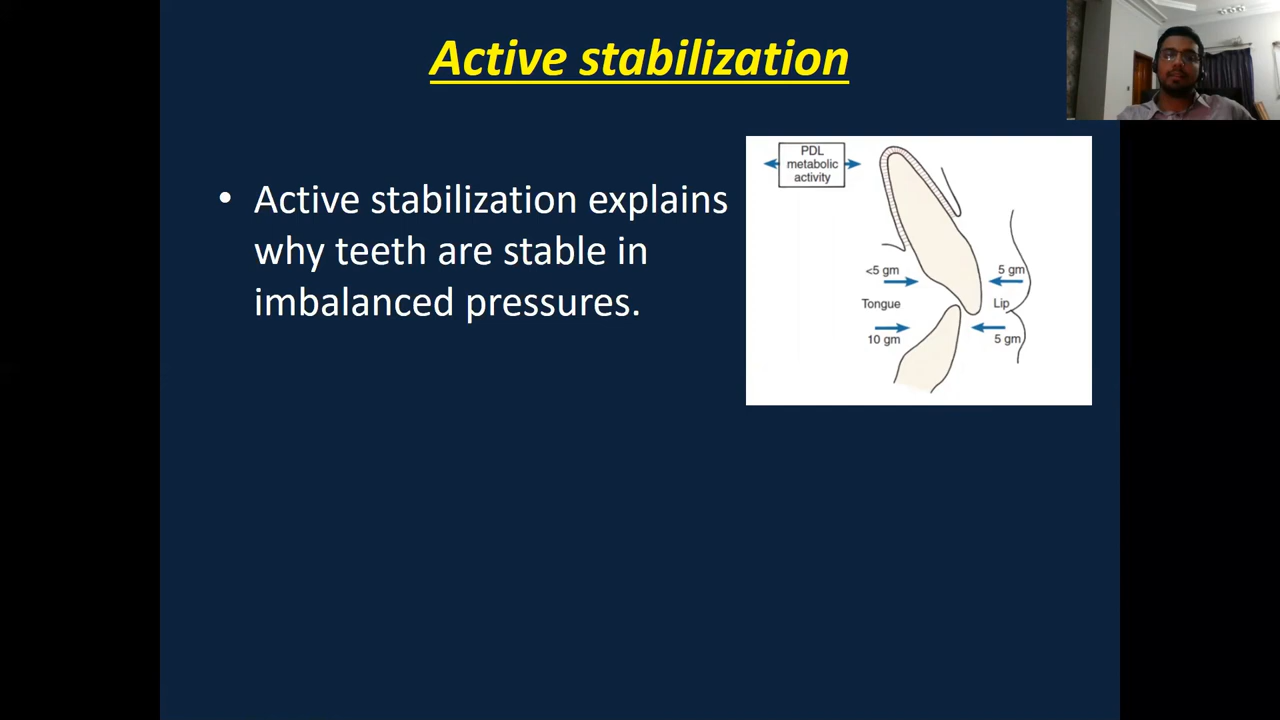 Active stabilization
• Active stabilization explains
why teeth are stable in
imbalanced pressures.
PDL
metabolic
activity
<5 gm
5 gm
Tongue
Lip
10 gm
5 gm